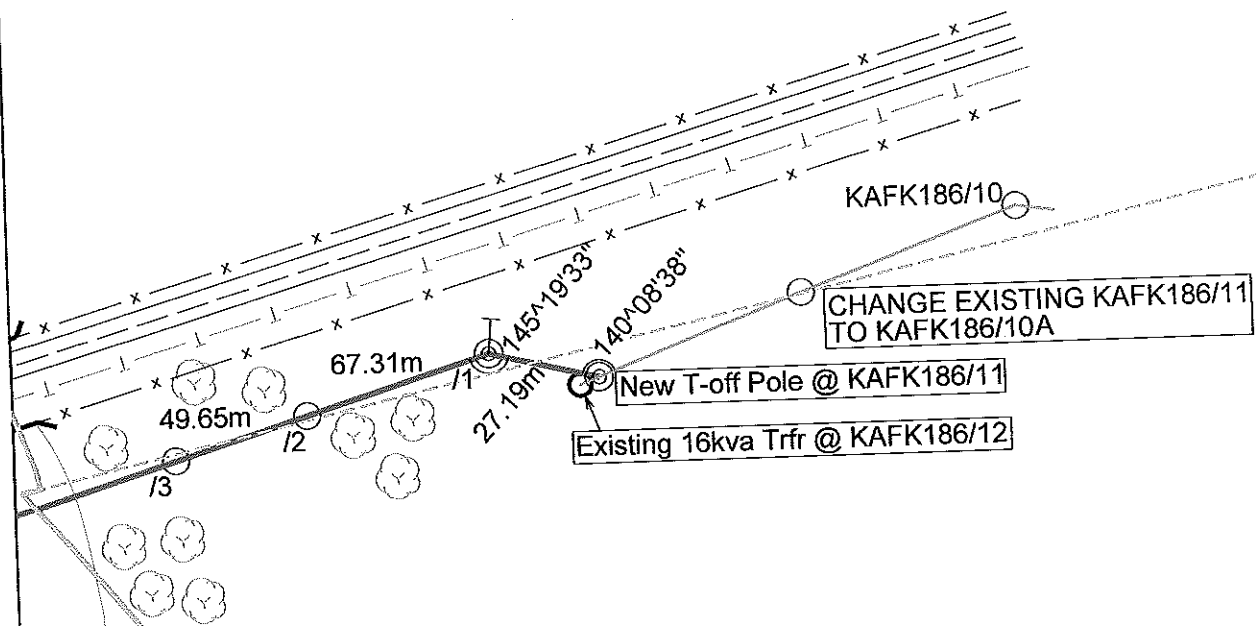 KAFK186/10
CHANGE EXISTING KAFK186/11
TO KAFK186/10A
145^19'33"
140^08'38"
67.31m
/1
27.19m
New T-off Pole @ KAFK186/11
49.65m
/2
Existing 16kva Trfr @ KAFK186/12
/3